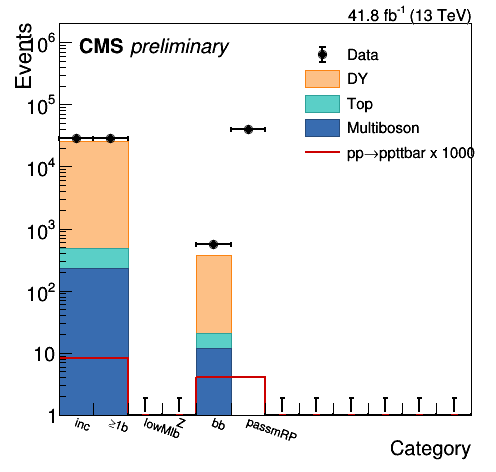 41.8 fb⁻¹ (13 TeV)
CMS preliminary
Events
10⁶
10⁵
10⁴
10³
10²
10
1
Data
DY
Top
Multiboson
pp→ppttbar x 1000
inc ≥1b lowMlb Z bb passmRP
Category